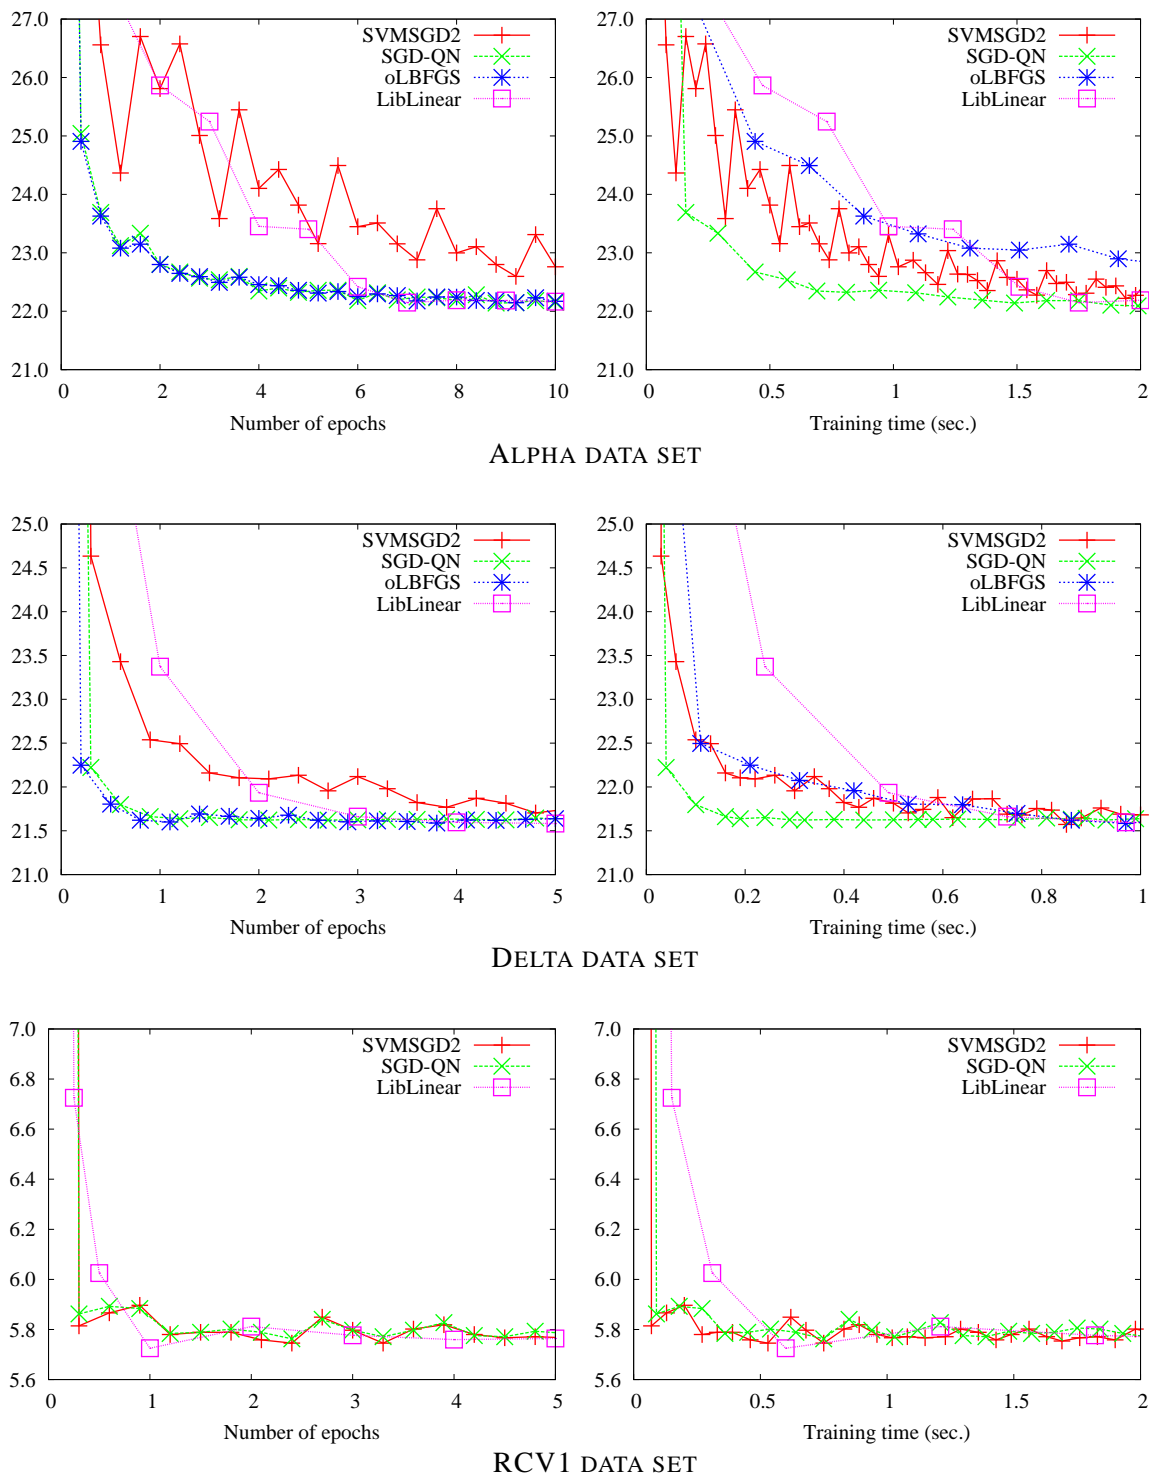 27.0
26.0
25.0
24.0
23.0
22.0
21.0
0 2 4 6 8 10
Number of epochs
SVMSGD2
SGD-QN
oLBFGS
LibLinear
27.0
26.0
25.0
24.0
23.0
22.0
21.0
0 0.5 1 1.5 2
Training time (sec.)
SVMSGD2
SGD-QN
oLBFGS
LibLinear
ALPHA DATA SET
25.0
24.5
24.0
23.5
23.0
22.5
22.0
21.5
21.0
0 1 2 3 4 5
Number of epochs
SVMSGD2
SGD-QN
oLBFGS
LibLinear
25.0
24.5
24.0
23.5
23.0
22.5
22.0
21.5
21.0
0 0.2 0.4 0.6 0.8 1
Training time (sec.)
SVMSGD2
SGD-QN
oLBFGS
LibLinear
DELTA DATA SET
7.0
6.8
6.6
6.4
6.2
6.0
5.8
5.6
0 1 2 3 4 5
Number of epochs
SVMSGD2
SGD-QN
LibLinear
7.0
6.8
6.6
6.4
6.2
6.0
5.8
5.6
0 0.5 1 1.5 2
Training time (sec.)
SVMSGD2
SGD-QN
LibLinear
RCV1 DATA SET